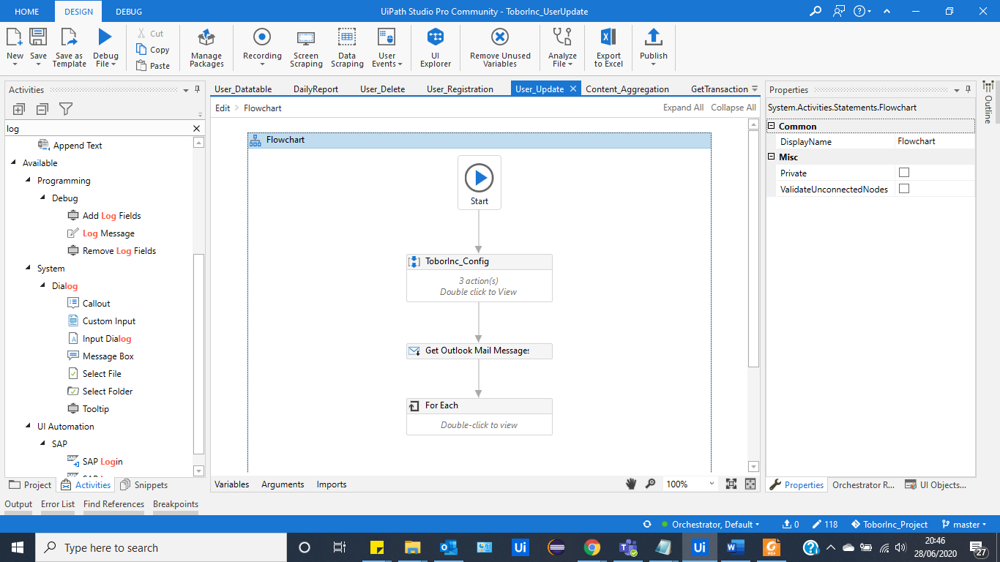 HOME DESIGN DEBUG UiPath Studio Pro Community - ToborInc_UserUpdate
New Save Save as Template Debug File Cut Copy Paste Manage Packages Recording Screen Scraping Data Scraping User Events UI Explorer Remove Unused Variables Analyze File Export to Excel Publish
Activities
log
Append Text
Available
Programming
Debug
Add Log Fields
Log Message
Remove Log Fields
System
Dialog
Callout
Custom Input
Input Dialog
Message Box
Select File
Select Folder
Tooltip
UI Automation
SAP
SAP Login
Project Activities Snippets
User_Datatable DailyReport User_Delete User_Registration User_Update Content_Aggregation GetTransaction
Edit > Flowchart Expand All Collapse All
Flowchart
Start
ToborInc_Config
3 action(s)
Double click to View
Get Outlook Mail Messages
For Each
Double-click to view
Variables Arguments Imports 100%
Properties
System.Activities.Statements.Flowchart
Common
DisplayName Flowchart
Misc
Private
ValidateUnconnectedNodes
Properties Orchestrator R... UI Objects...
Outline
Output Error List Find References Breakpoints
Orchestrator, Default 0 118 ToborInc_Project master
Type here to search
Ui
Ui
PDF
20:46
28/06/2020
27